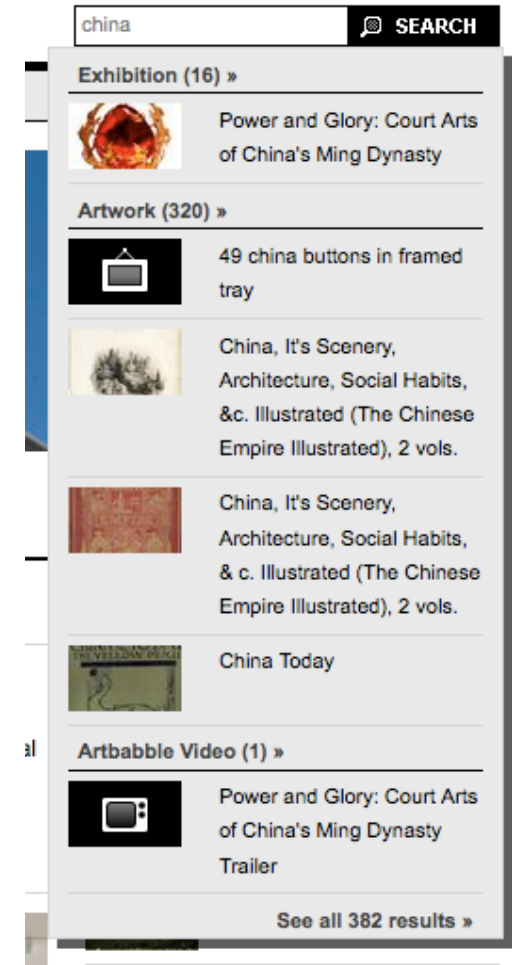 china
SEARCH
Exhibition (16) »
Power and Glory: Court Arts
of China's Ming Dynasty
Artwork (320) »
49 china buttons in framed
tray
China, It's Scenery,
Architecture, Social Habits,
&c. Illustrated (The Chinese
Empire Illustrated), 2 vols.
China, It's Scenery,
Architecture, Social Habits,
& c. Illustrated (The Chinese
Empire Illustrated), 2 vols.
China Today
al
Artbabble Video (1) »
Power and Glory: Court Arts
of China's Ming Dynasty
Trailer
See all 382 results »